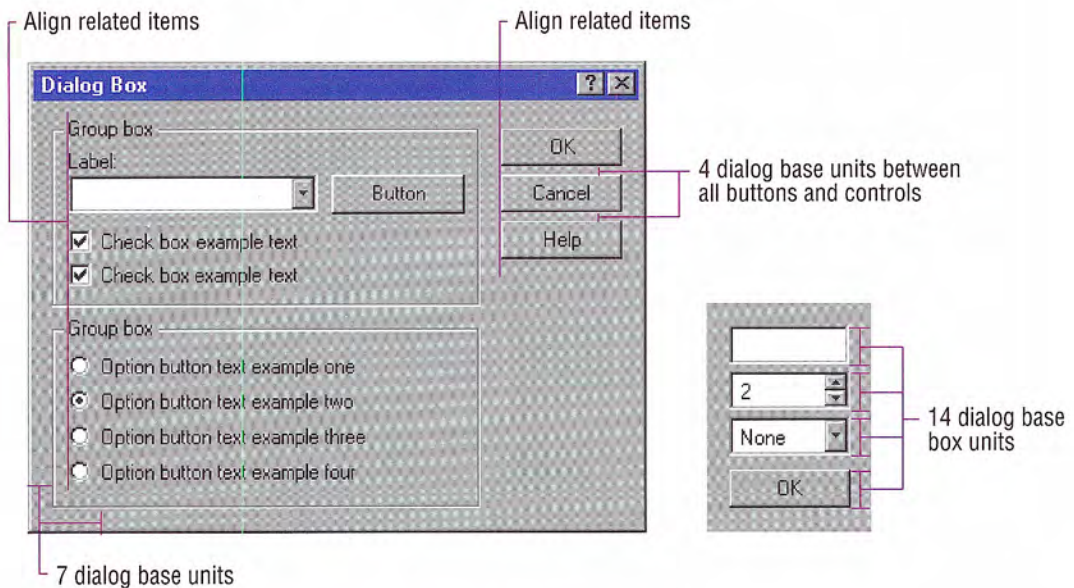 Align related items
Align related items
Dialog Box
Group box
Label:
Button
Check box example text
Check box example text
OK
Cancel
Help
4 dialog base units between
all buttons and controls
Group box
Option button text example one
Option button text example two
Option button text example three
Option button text example four
7 dialog base units
2
None
OK
14 dialog base
box units